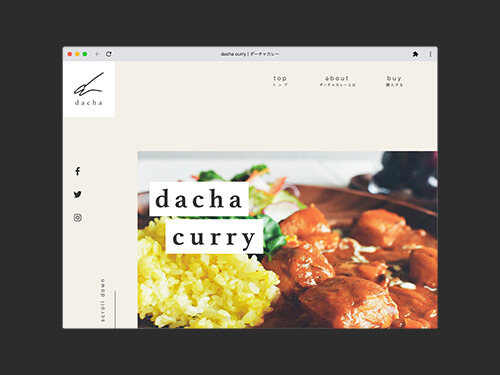 dacha curry | ダーチャカレー
dacha
top
トップ
about
ダーチャカレーとは
buy
購入する
dacha
curry
scroll down